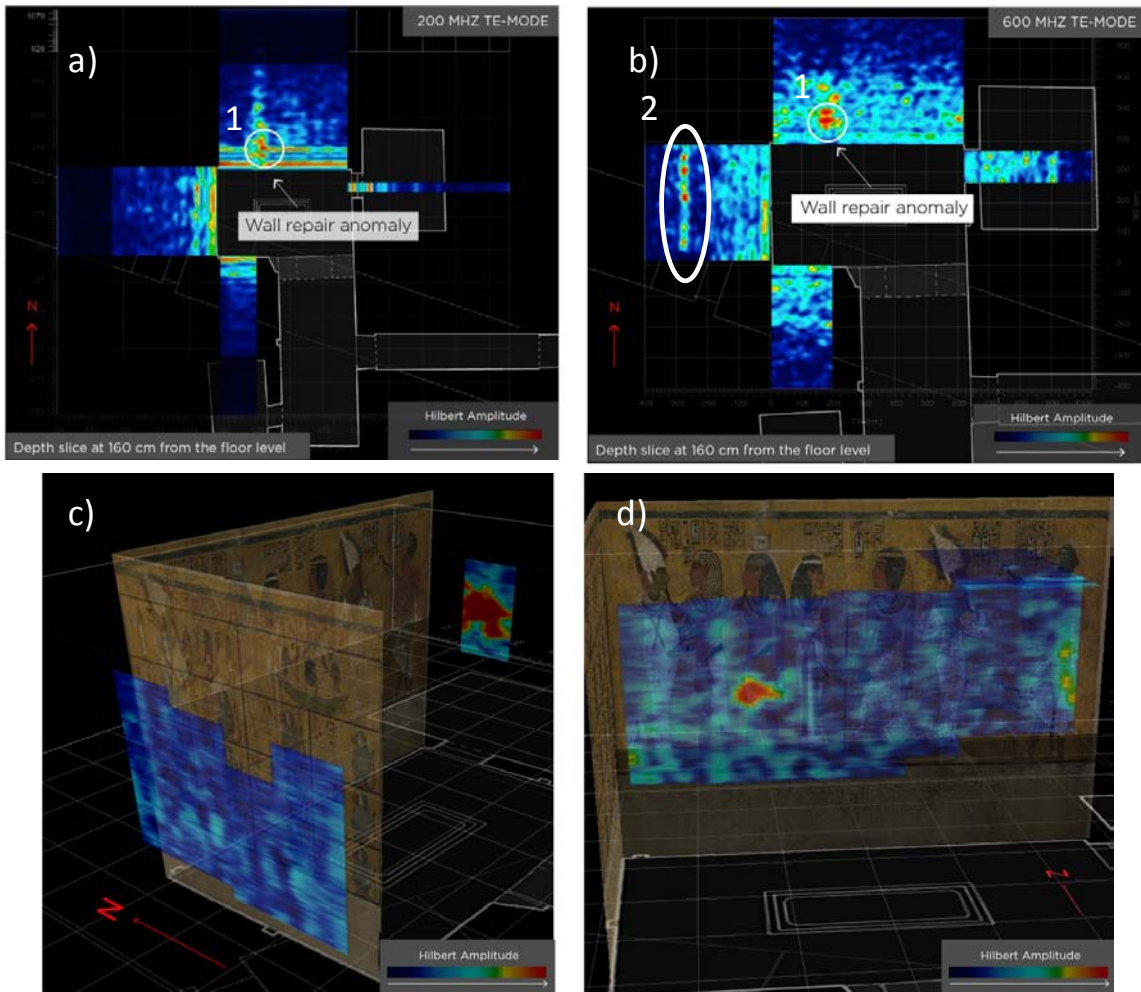 200 MHZ TE-MODE
a)
1
Wall repair anomaly
N
Hilbert Amplitude
Depth slice at 160 cm from the floor level
600 MHZ TE-MODE
b)
1
2
Wall repair anomaly
N
Hilbert Amplitude
Depth slice at 160 cm from the floor level
c)
N
Hilbert Amplitude
d)
N
Hilbert Amplitude